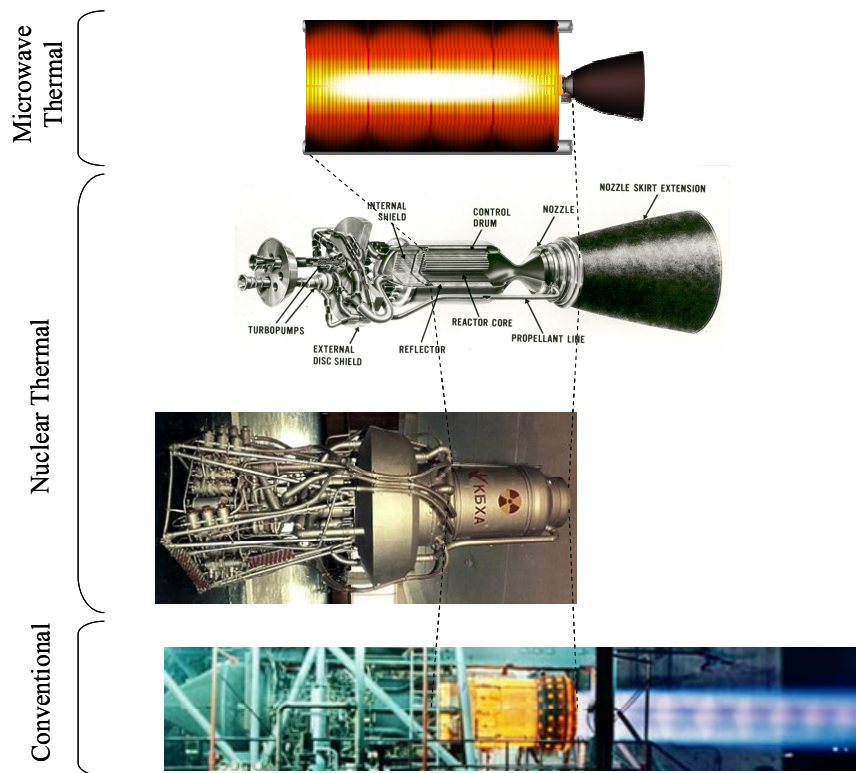 Microwave
Thermal
Nuclear Thermal
Conventional
INTERNAL
SHIELD
CONTROL
DRUM
NOZZLE
NOZZLE SKIRT EXTENSION
TURBOPUMPS
EXTERNAL
DISC SHIELD
REFLECTOR
REACTOR CORE
PROPELLANT LINE
КБХА